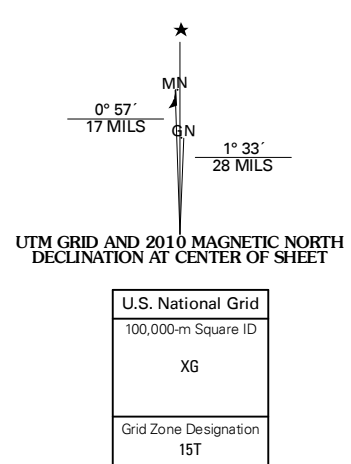 MN
0° 57´
17 MILS
GN
1° 33´
28 MILS
UTM GRID AND 2010 MAGNETIC NORTH
DECLINATION AT CENTER OF SHEET
U.S. National Grid
100,000-m Square ID
XG
Grid Zone Designation
15T